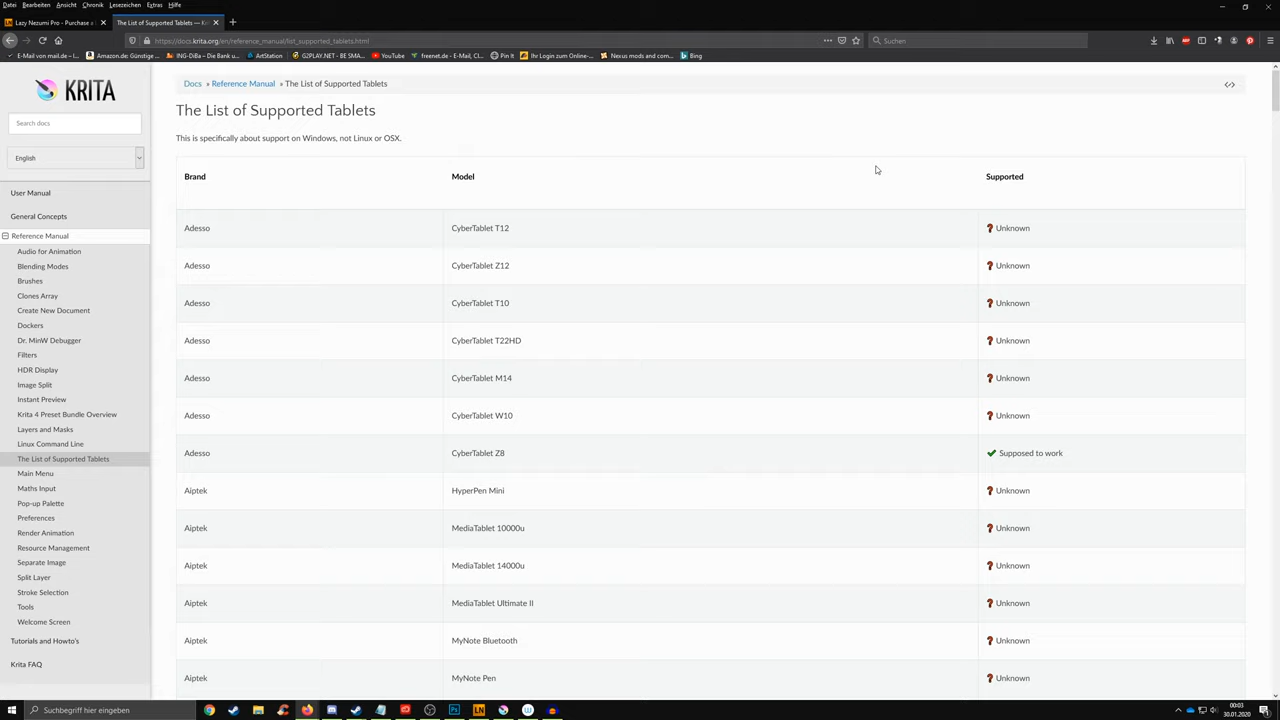 Datei Bearbeiten Ansicht Chronik Lesezeichen Extras Hilfe
Lazy Nezumi Pro - Purchase a
The List of Supported Tablets — Kr
https://docs.krita.org/en/reference_manual/list_supported_tablets.html
Suchen
E-Mail von mail.de (-...
Amazon.de: Günstige ...
ING-DiBa – Die Bank u...
ArtStation
G2PLAY.NET - BE SMA...
YouTube
freenet.de - E-Mail, Cl...
Pin It
Ihr Login zum Online-...
Nexus mods and com...
Bing
KRITA
Search docs
English
User Manual
General Concepts
Reference Manual
Audio for Animation
Blending Modes
Brushes
Clones Array
Create New Document
Dockers
Dr. MinW Debugger
Filters
HDR Display
Image Split
Instant Preview
Krita 4 Preset Bundle Overview
Layers and Masks
Linux Command Line
The List of Supported Tablets
Main Menu
Maths Input
Pop-up Palette
Preferences
Render Animation
Resource Management
Separate Image
Split Layer
Stroke Selection
Tools
Welcome Screen
Tutorials and Howto's
Krita FAQ
Docs » Reference Manual » The List of Supported Tablets
The List of Supported Tablets
This is specifically about support on Windows, not Linux or OSX.
Brand Model Supported
Adesso CyberTablet T12 Unknown
Adesso CyberTablet Z12 Unknown
Adesso CyberTablet T10 Unknown
Adesso CyberTablet T22HD Unknown
Adesso CyberTablet M14 Unknown
Adesso CyberTablet W10 Unknown
Adesso CyberTablet Z8 Supposed to work
Aiptek HyperPen Mini Unknown
Aiptek MediaTablet 10000u Unknown
Aiptek MediaTablet 14000u Unknown
Aiptek MediaTablet Ultimate II Unknown
Aiptek MyNote Bluetooth Unknown
Aiptek MyNote Pen Unknown
Suchbegriff hier eingeben
00:03
30.01.2020